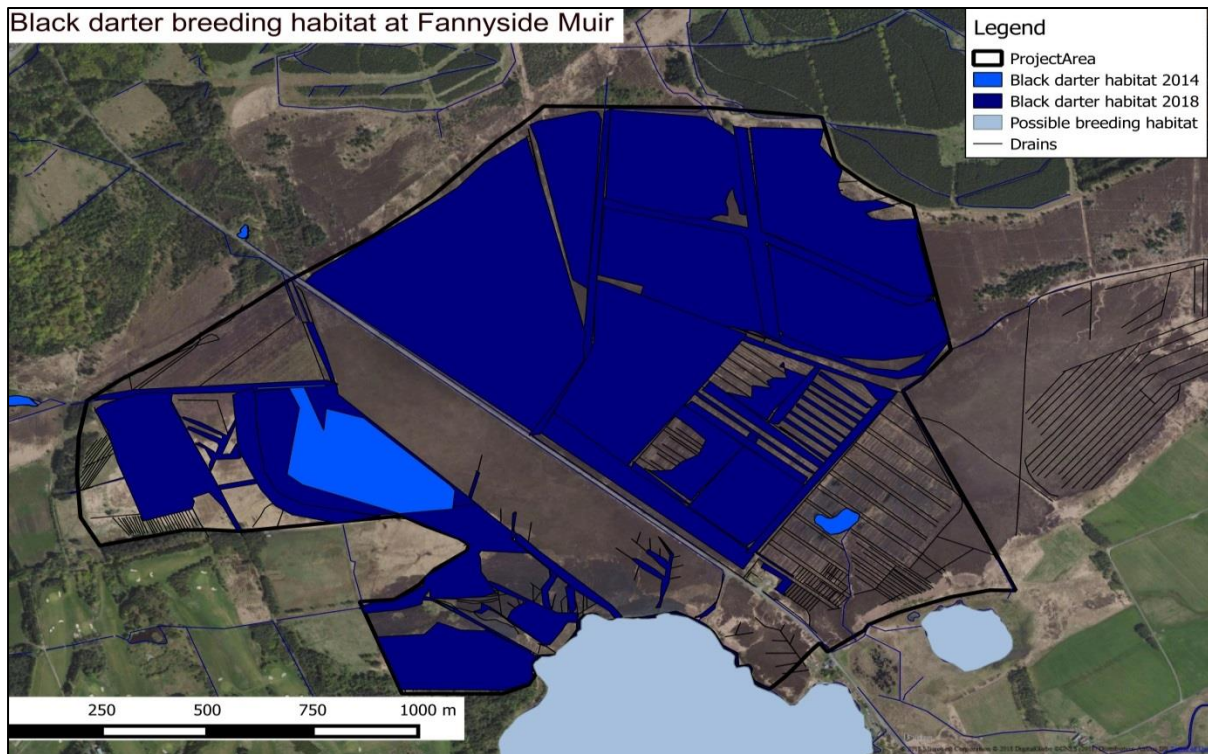 Black darter breeding habitat at Fannyside Muir
Legend
ProjectArea
Black darter habitat 2014
Black darter habitat 2018
Possible breeding habitat
Drains
250 500 750 1000 m